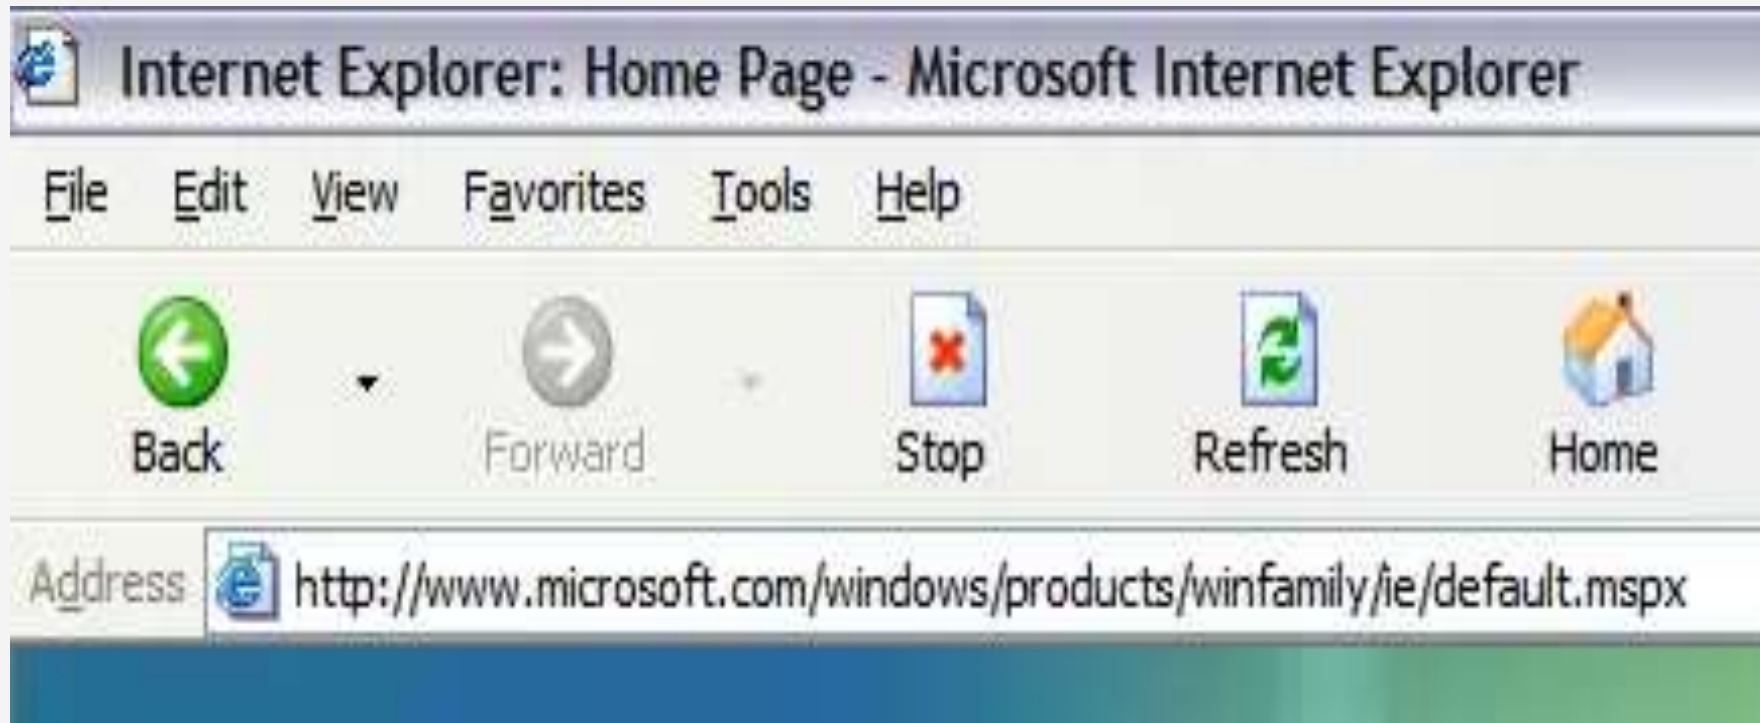 Internet Explorer: Home Page - Microsoft Internet Explorer
File Edit View Favorites Tools Help
Back Forward Stop Refresh Home
Address http://www.microsoft.com/windows/products/winfamily/ie/default.mspx